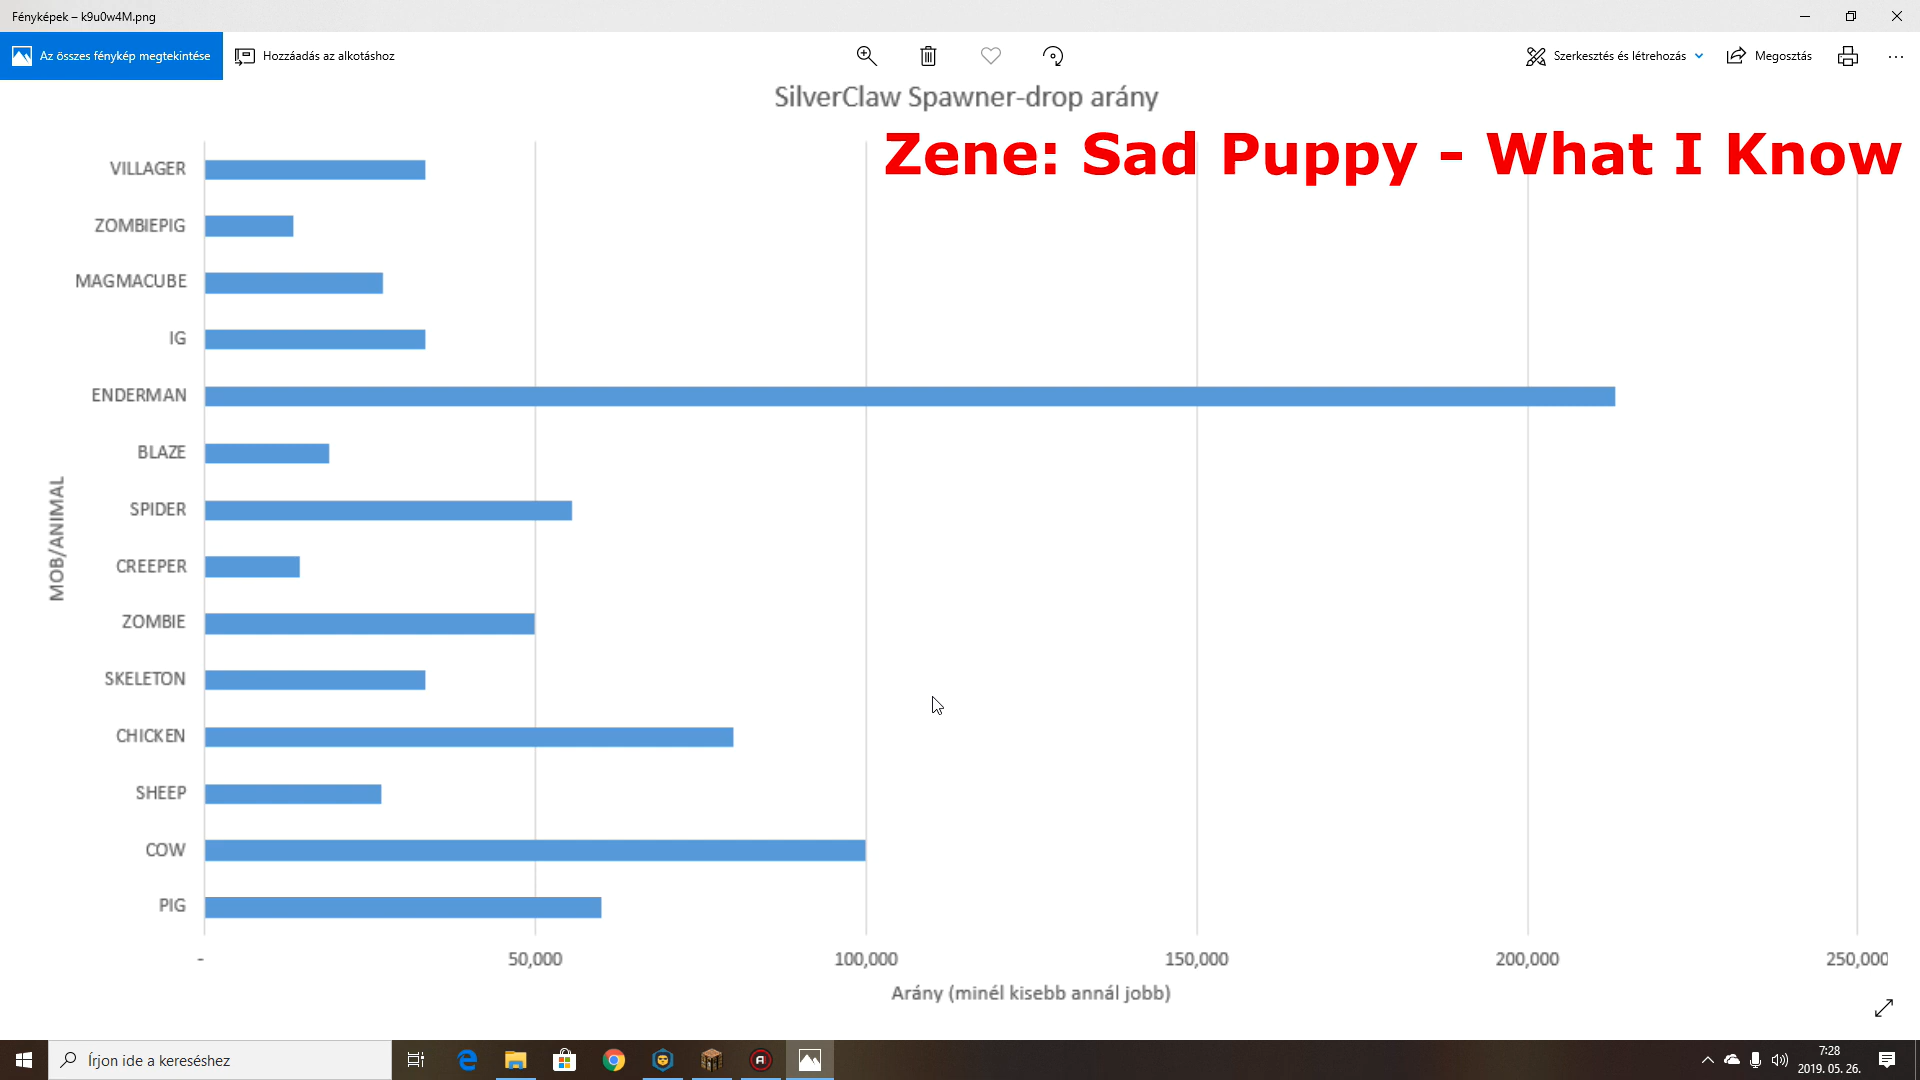 Fényképek – k9u0w4M.png
Az összes fénykép megtekintése
Hozzáadás az alkotáshoz
Szerkesztés és létrehozás
Megosztás
SilverClaw Spawner-drop arány
Zene: Sad Puppy - What I Know
VILLAGER
ZOMBIEPIG
MAGMACUBE
IG
ENDERMAN
BLAZE
SPIDER
CREEPER
ZOMBIE
SKELETON
CHICKEN
SHEEP
COW
PIG
MOB/ANIMAL
- 50,000 100,000 150,000 200,000 250,000
Arány (minél kisebb annál jobb)
Írjon ide a kereséshez
7:28
2019. 05. 26.